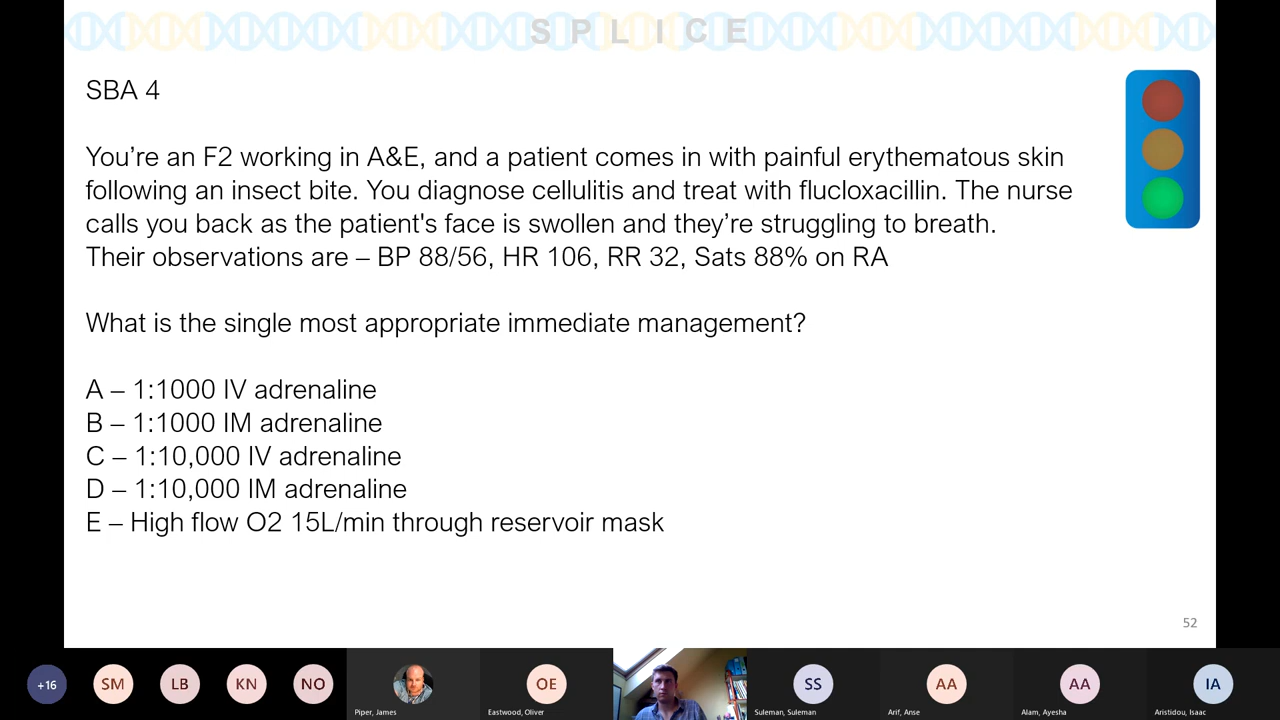 S P L I C E
SBA 4
You’re an F2 working in A&E, and a patient comes in with painful erythematous skin
following an insect bite. You diagnose cellulitis and treat with flucloxacillin. The nurse
calls you back as the patient's face is swollen and they’re struggling to breath.
Their observations are – BP 88/56, HR 106, RR 32, Sats 88% on RA
What is the single most appropriate immediate management?
A – 1:1000 IV adrenaline
B – 1:1000 IM adrenaline
C – 1:10,000 IV adrenaline
D – 1:10,000 IM adrenaline
E – High flow O2 15L/min through reservoir mask
52
+16
SM
LB
KN
NO
Piper, James
OE
Eastwood, Oliver
SS
Suleman, Suleman
AA
Arif, Anse
AA
Alam, Ayesha
IA
Aristidou, Isaac